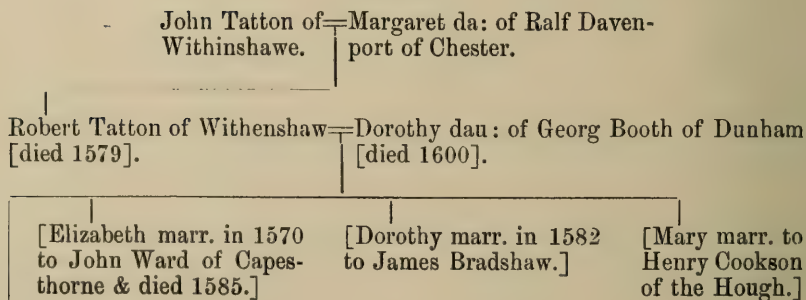 John Tatton of Withinshawe.
Margaret da: of Ralf Daven-
port of Chester.
Robert Tatton of Withenshaw
[died 1579].
Dorothy dau: of Georg Booth of Dunham
[died 1600].
[Elizabeth marr. in 1570
to John Ward of Capes-
thorne & died 1585.]
[Dorothy marr. in 1582
to James Bradshaw.]
[Mary marr. to
Henry Cookson
of the Hough.]